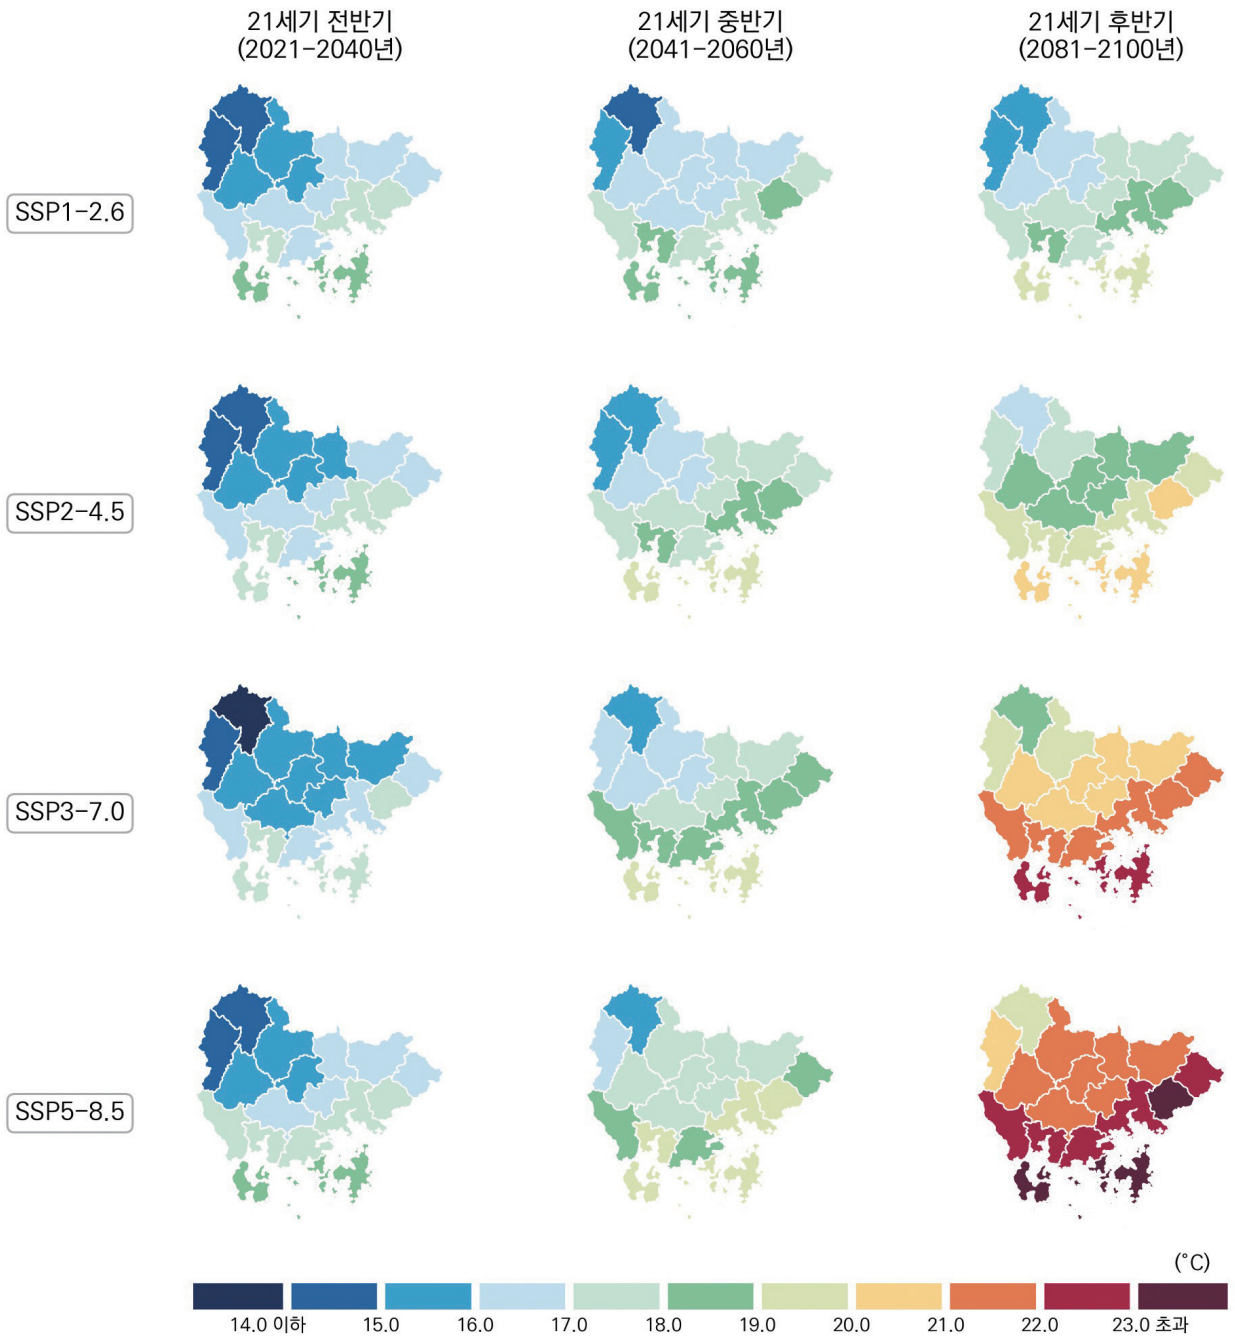 21세기 전반기
(2021-2040년)
21세기 중반기
(2041-2060년)
21세기 후반기
(2081-2100년)
SSP1-2.6
SSP2-4.5
SSP3-7.0
SSP5-8.5
(°C)
14.0 이하 15.0 16.0 17.0 18.0 19.0 20.0 21.0 22.0 23.0 초과